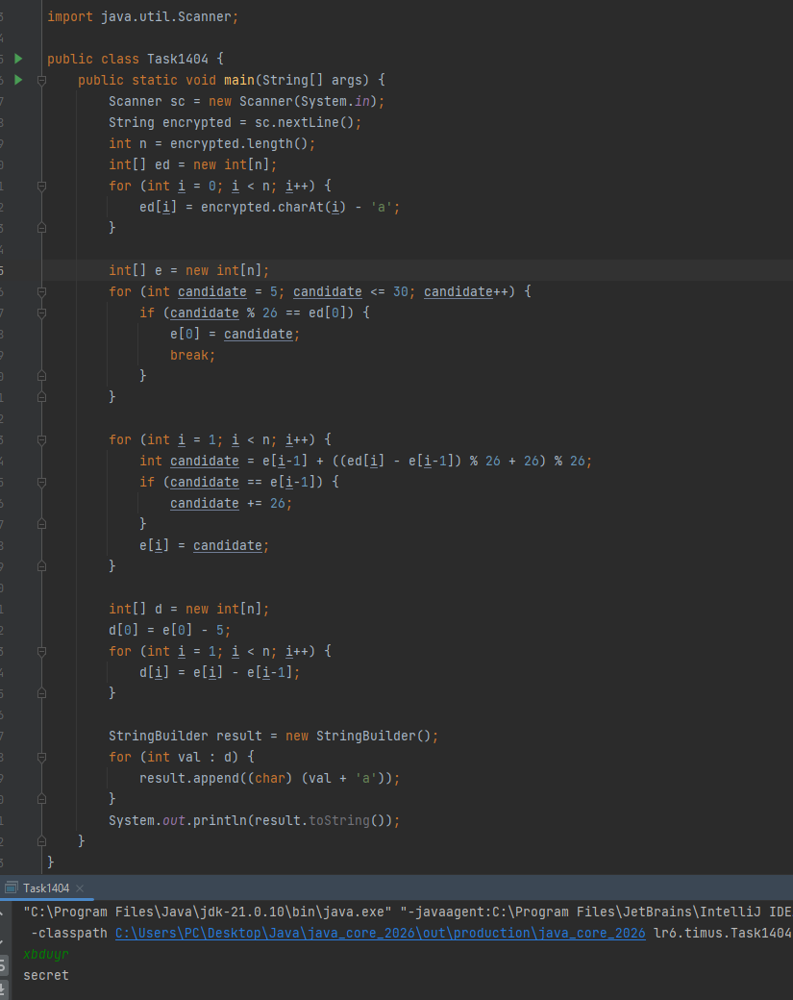 import java.util.Scanner;
public class Task1404 {
public static void main(String[] args) {
Scanner sc = new Scanner(System.in);
String encrypted = sc.nextLine();
int n = encrypted.length();
int[] ed = new int[n];
for (int i = 0; i < n; i++) {
ed[i] = encrypted.charAt(i) - 'a';
}
int[] e = new int[n];
for (int candidate = 5; candidate <= 30; candidate++) {
if (candidate % 26 == ed[0]) {
e[0] = candidate;
break;
}
}
for (int i = 1; i < n; i++) {
int candidate = e[i-1] + ((ed[i] - e[i-1]) % 26 + 26) % 26;
if (candidate == e[i-1]) {
candidate += 26;
}
e[i] = candidate;
}
int[] d = new int[n];
d[0] = e[0] - 5;
for (int i = 1; i < n; i++) {
d[i] = e[i] - e[i-1];
}
StringBuilder result = new StringBuilder();
for (int val : d) {
result.append((char) (val + 'a'));
}
System.out.println(result.toString());
}
}
Task1404
"C:\Program Files\Java\jdk-21.0.10\bin\java.exe" "-javaagent:C:\Program Files\JetBrains\IntelliJ IDE
-classpath C:\Users\PC\Desktop\Java\java_core_2026\out\production\java_core_2026 lr6.timus.Task1404
xbduyr
secret